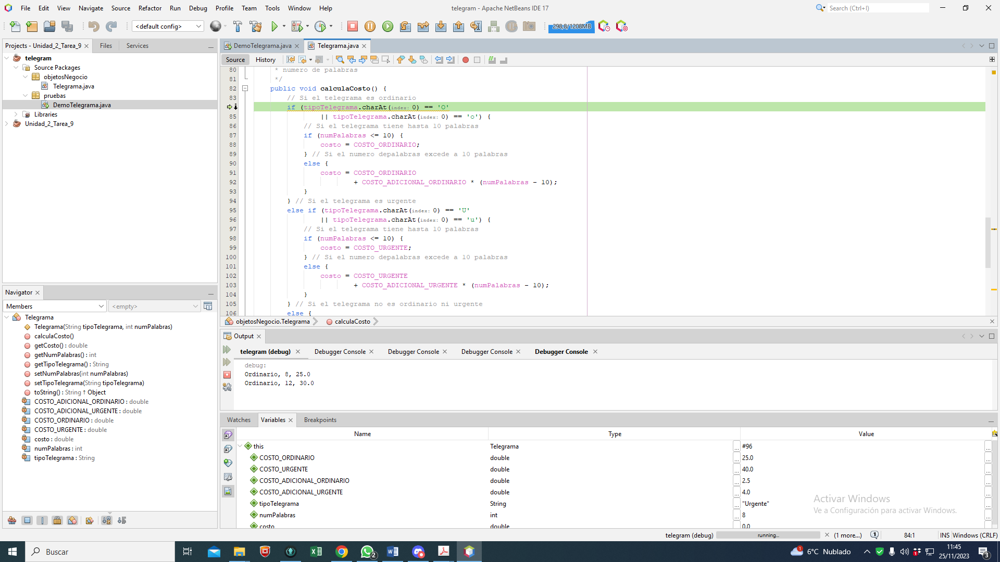 File Edit View Navigate Source Refactor Run Debug Profile Team Tools Window Help
telegram - Apache NetBeans IDE 17
Search (Ctrl+I)
<default config>
298,8/1208MB
Projects - Unidad_2_Tarea_9
Files
Services
telegram
Source Packages
objetosNegocio
Telegrama.java
pruebas
DemoTelegrama.java
Libraries
Unidad_2_Tarea_9
DemoTelegrama.java
Telegrama.java
Source
History
80 * numero de palabras
81 */
82 public void calculaCosto() {
83 // Si el telegrama es ordinario
if (tipoTelegrama.charAt(index: 0) == 'O'
85 || tipoTelegrama.charAt(index: 0) == 'o') {
86 // Si el telegrama tiene hasta 10 palabras
87 if (numPalabras <= 10) {
88 costo = COSTO_ORDINARIO;
89 } // Si el numero depalabras excede a 10 palabras
90 else {
91 costo = COSTO_ORDINARIO
92 + COSTO_ADICIONAL_ORDINARIO * (numPalabras - 10);
93 }
94 } // Si el telegrama es urgente
95 else if (tipoTelegrama.charAt(index: 0) == 'U'
96 || tipoTelegrama.charAt(index: 0) == 'u') {
97 // Si el telegrama tiene hasta 10 palabras
98 if (numPalabras <= 10) {
99 costo = COSTO_URGENTE;
100 } // Si el numero depalabras excede a 10 palabras
101 else {
102 costo = COSTO_URGENTE
103 + COSTO_ADICIONAL_URGENTE * (numPalabras - 10);
104 }
105 } // Si el telegrama no es ordinario ni urgente
106 else {
objetosNegocio.Telegrama
calculaCosto
Navigator
Members
<empty>
Telegrama
Telegrama(String tipoTelegrama, int numPalabras)
calculaCosto()
getCosto() : double
getNumPalabras() : int
getTipoTelegrama() : String
setNumPalabras(int numPalabras)
setTipoTelegrama(String tipoTelegrama)
toString() : String ↑ Object
COSTO_ADICIONAL_ORDINARIO : double
COSTO_ADICIONAL_URGENTE : double
COSTO_ORDINARIO : double
COSTO_URGENTE : double
costo : double
numPalabras : int
tipoTelegrama : String
Output
telegram (debug)
Debugger Console
Debugger Console
Debugger Console
Debugger Console
debug:
Ordinario, 8, 25.0
Ordinario, 12, 30.0
Watches
Variables
Breakpoints
Name Type Value
this Telegrama ... #96 ...
COSTO_ORDINARIO double ... 25.0 ...
COSTO_URGENTE double ... 40.0 ...
COSTO_ADICIONAL_ORDINARIO double ... 2.5 ...
COSTO_ADICIONAL_URGENTE double ... 4.0 ...
tipoTelegrama String ... "Urgente" ...
numPalabras int ... 8 ...
costo double 0.0
Activar Windows
Ve a Configuración para activar Windows.
telegram (debug) running... (1 more...) 1 84:1 INS Windows (CRLF)
Buscar
2
1
6°C Nublado
11:45
25/11/2023
3